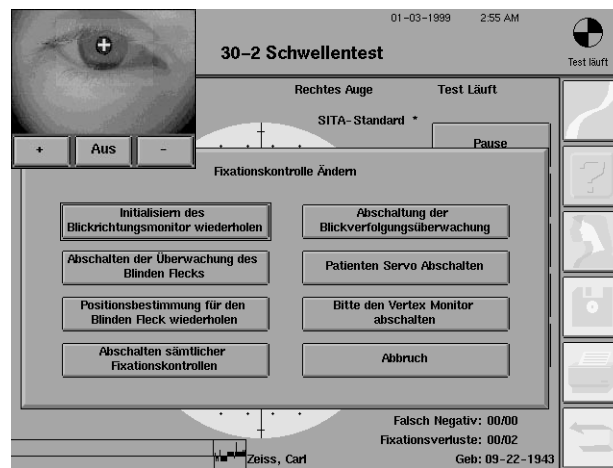 01-03-1999 2:55 AM
30-2 Schwellentest
Test läuft
Rechtes Auge Test Läuft
SITA-Standard *
+ Aus -
Pause
Fixationskontrolle Ändern
Initialisiern des
Blickrichtungsmonitor wiederholen
Abschaltung der
Blickverfolgungsüberwachung
Abschalten der Überwachung des
Blinden Flecks
Patienten Servo Abschalten
Positionsbestimmung für den
Blinden Fleck wiederholen
Bitte den Vertex Monitor
abschalten
Abschalten sämtlicher
Fixationskontrollen
Abbruch
Falsch Negativ: 00/00
Fixationsverluste: 00/02
Zeiss, Carl Geb: 09-22-1943